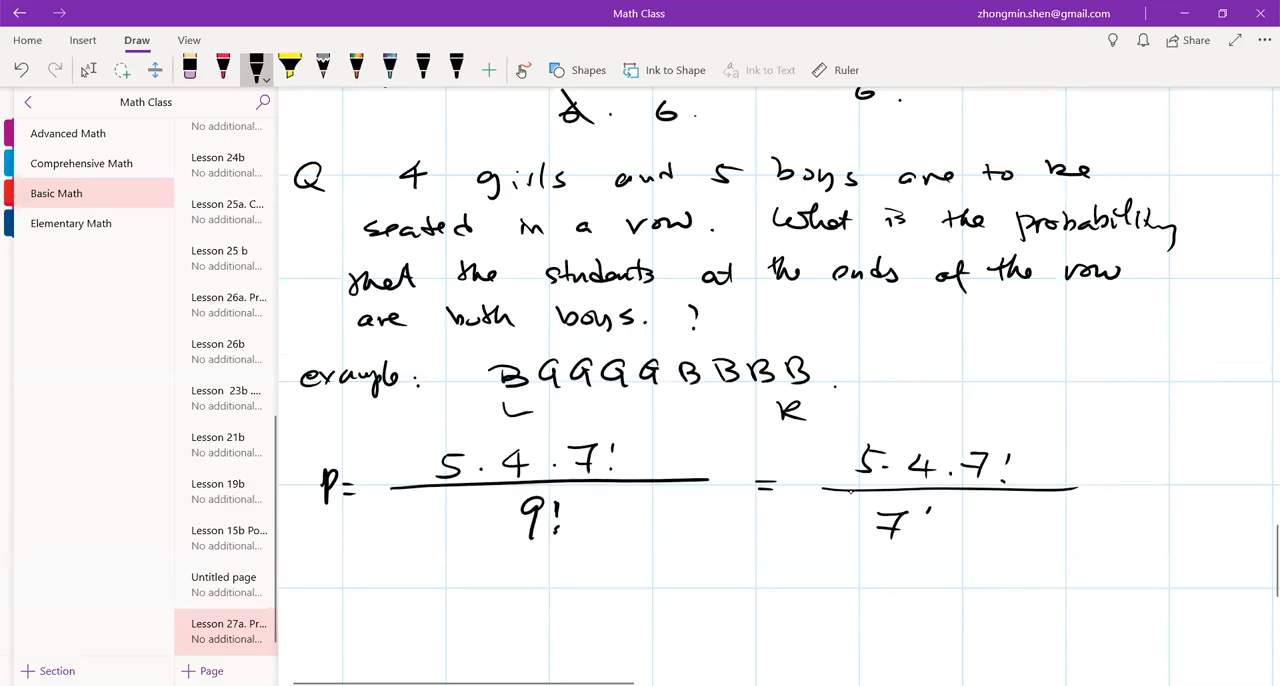 Math Class
zhongmin.shen@gmail.com
Home Insert Draw View
Share
Shapes
Ink to Shape
Ink to Text
Ruler
Math Class
Advanced Math
Comprehensive Math
Basic Math
Elementary Math
No additional...
Lesson 24b
No additional...
Lesson 25a. C...
No additional...
Lesson 25 b
No additional...
Lesson 26a. Pr...
No additional...
Lesson 26b
No additional...
Lesson 23b ....
No additional...
Lesson 21b
No additional...
Lesson 19b
No additional...
Lesson 15b Po...
No additional...
Untitled page
No additional...
Lesson 27a. Pr...
No additional...
Section
Page
d. 6. 6.
Q 4 girls and 5 boys are to be
seated in a row. What is the probability
that the students at the ends of the row
are both boys. ?
example: B G G G G B B B B.
L R
P = 5 · 4 · 7! = 5 · 4 · 7!
9! 7